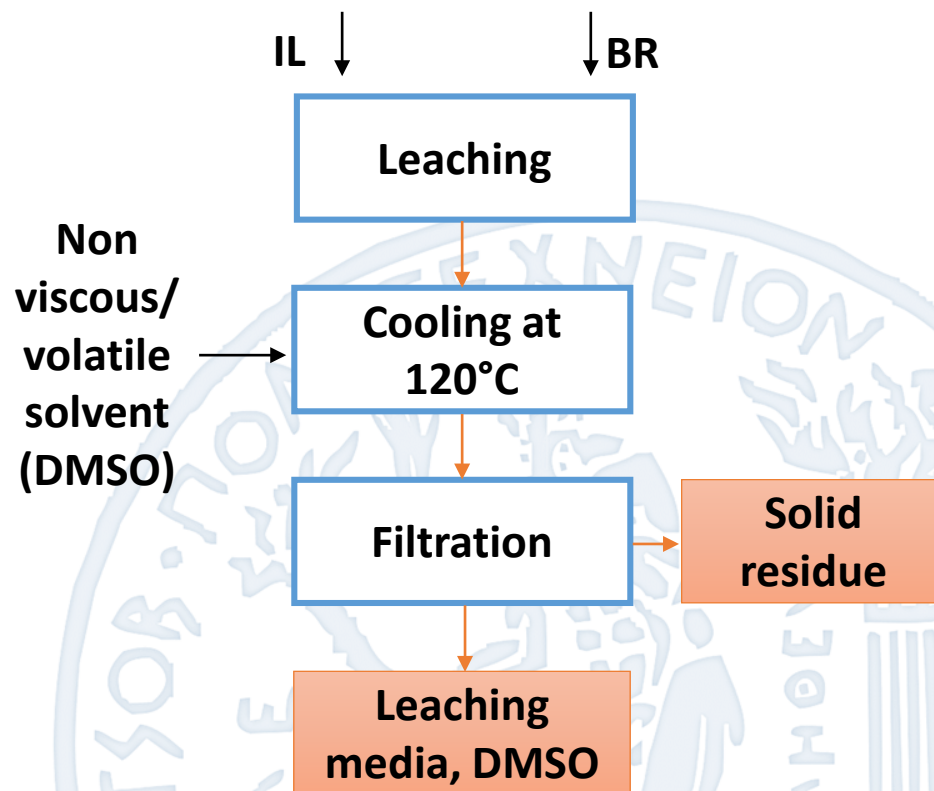 IL
BR
Leaching
Non
viscous/
volatile
solvent
(DMSO)
Cooling at
120°C
Filtration
Solid
residue
Leaching
media, DMSO